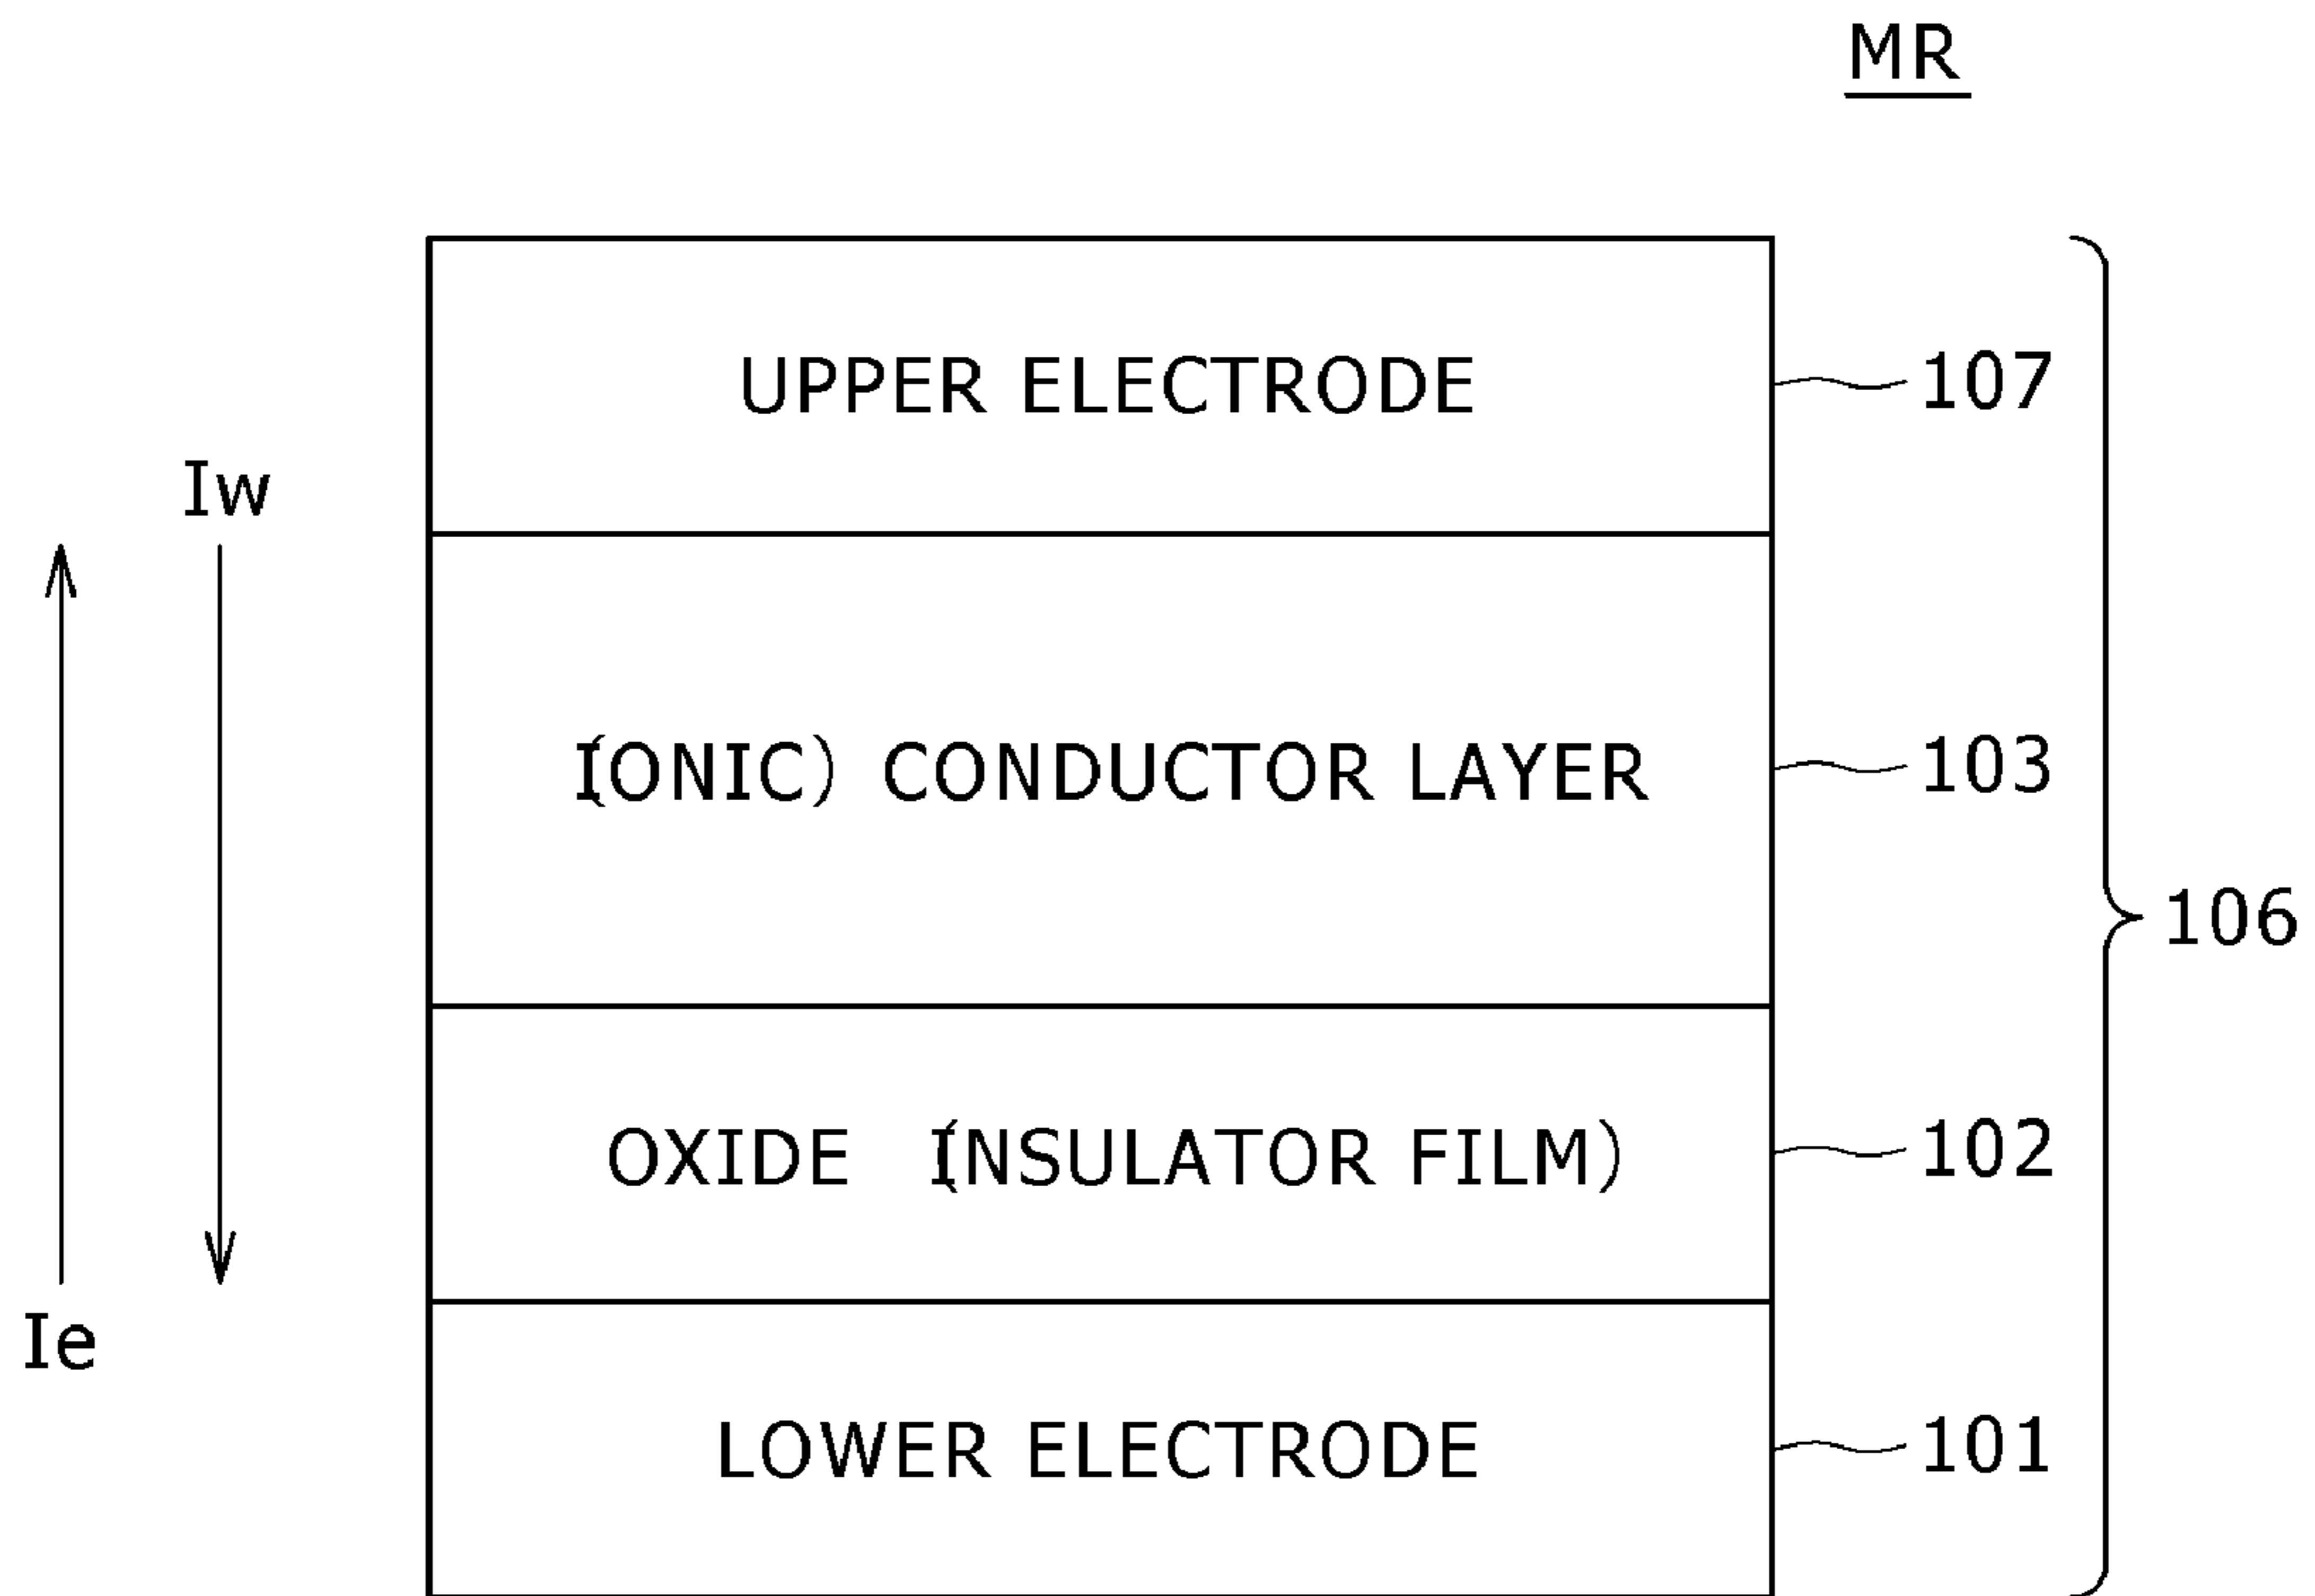 MR
UPPER ELECTRODE
107
Iw
(IONIC) CONDUCTOR LAYER
103
106
OXIDE (INSULATOR FILM)
102
Ie
LOWER ELECTRODE
101